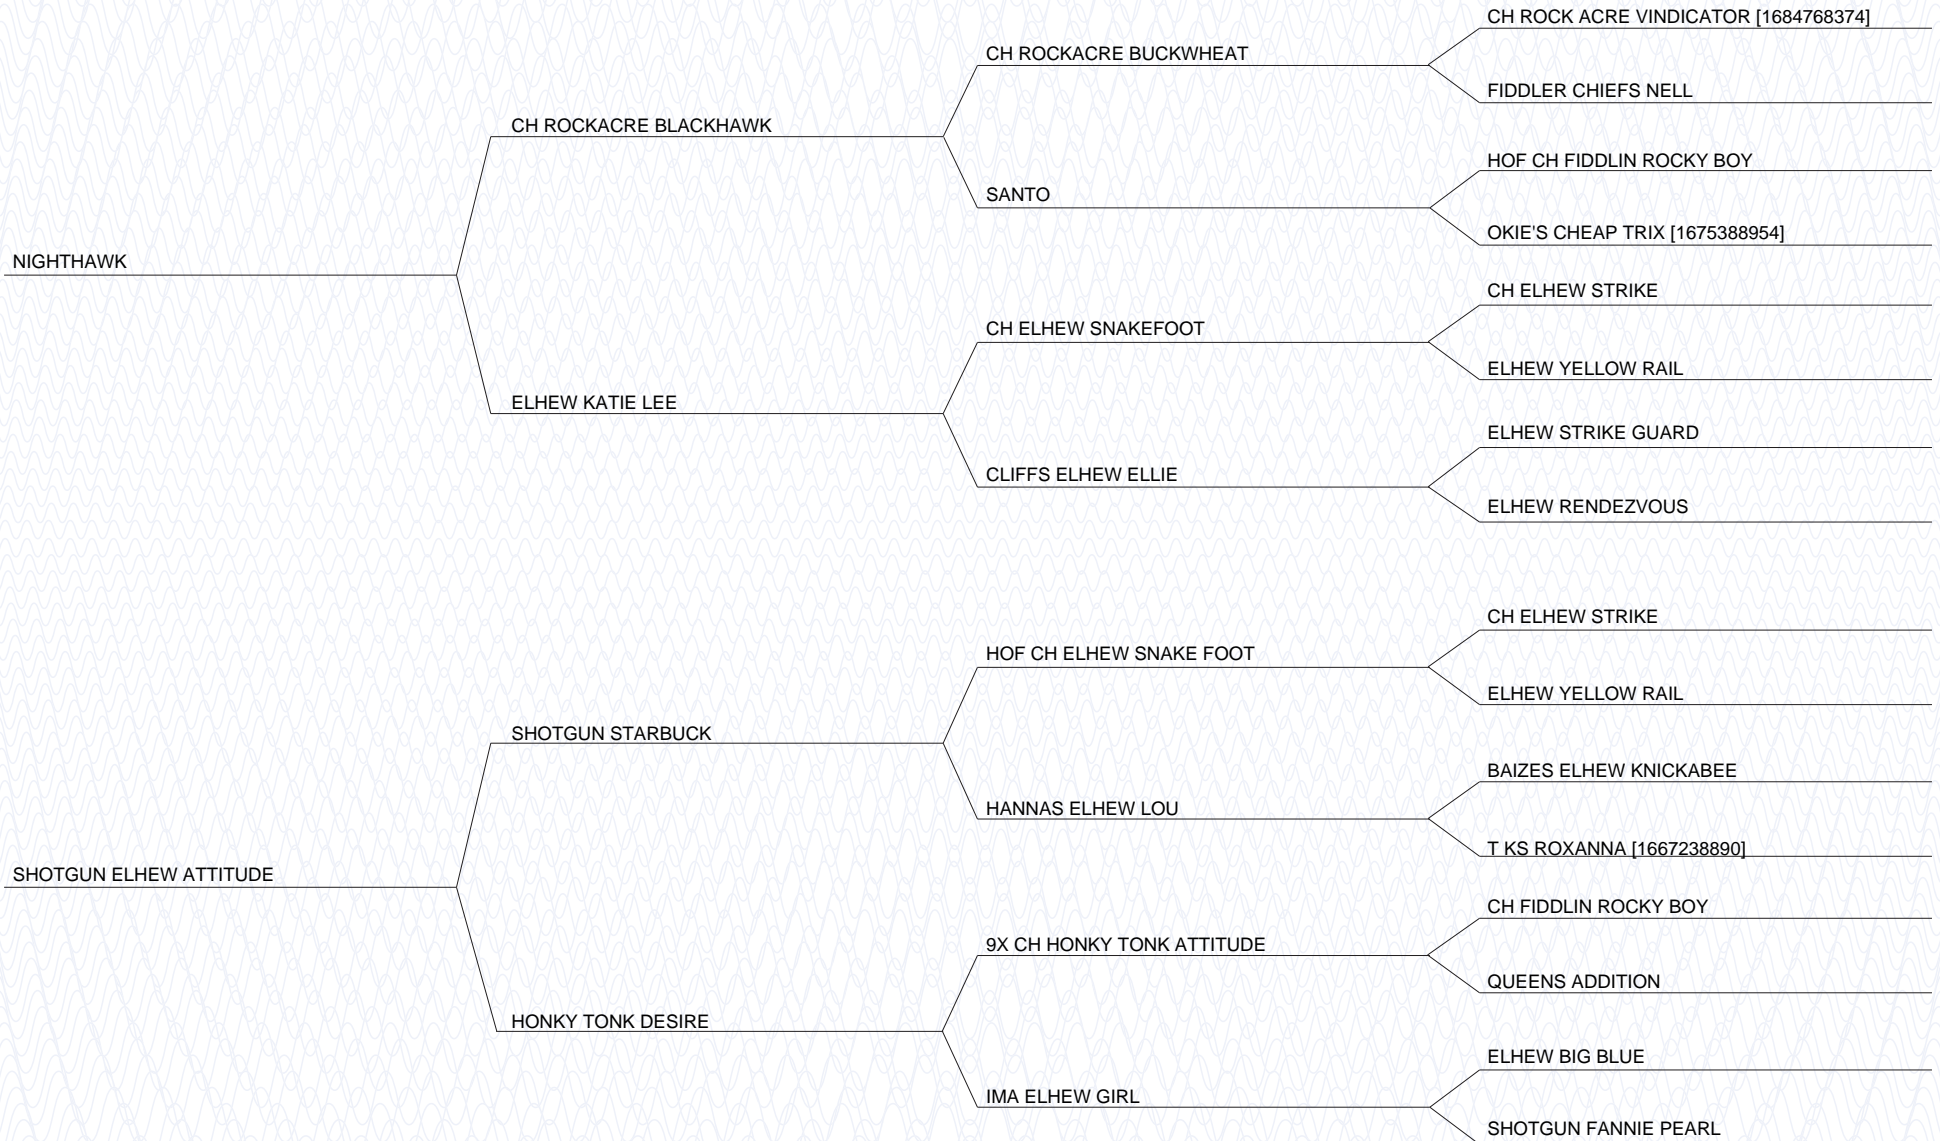 CH ROCK ACRE VINDICATOR [1684768374]
CH ROCKACRE BUCKWHEAT
FIDDLER CHIEFS NELL
CH ROCKACRE BLACKHAWK
HOF CH FIDDLIN ROCKY BOY
SANTO
OKIE'S CHEAP TRIX [1675388954]
NIGHTHAWK
CH ELHEW STRIKE
CH ELHEW SNAKEFOOT
ELHEW YELLOW RAIL
ELHEW KATIE LEE
ELHEW STRIKE GUARD
CLIFFS ELHEW ELLIE
ELHEW RENDEZVOUS
CH ELHEW STRIKE
HOF CH ELHEW SNAKE FOOT
ELHEW YELLOW RAIL
SHOTGUN STARBUCK
BAIZES ELHEW KNICKABEE
HANNAS ELHEW LOU
T KS ROXANNA [1667238890]
SHOTGUN ELHEW ATTITUDE
CH FIDDLIN ROCKY BOY
9X CH HONKY TONK ATTITUDE
QUEENS ADDITION
HONKY TONK DESIRE
ELHEW BIG BLUE
IMA ELHEW GIRL
SHOTGUN FANNIE PEARL